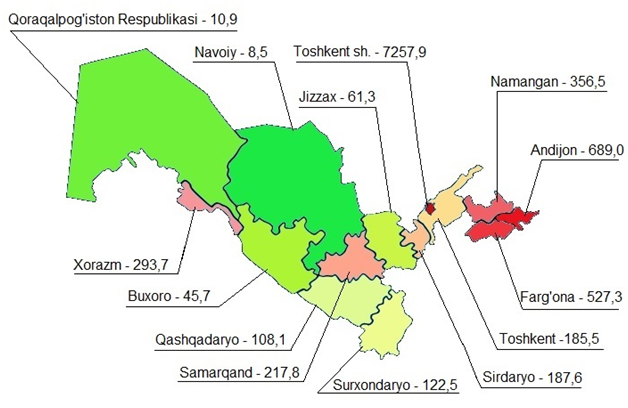 Qoraqalpog'iston Respublikasi - 10,9
Navoiy - 8,5
Toshkent sh. - 7257,9
Namangan - 356,5
Jizzax - 61,3
Andijon - 689,0
Xorazm - 293,7
Buxoro - 45,7
Farg'ona - 527,3
Qashqadaryo - 108,1
Toshkent -185,5
Samarqand - 217,8
Surxondaryo - 122,5
Sirdaryo - 187,6